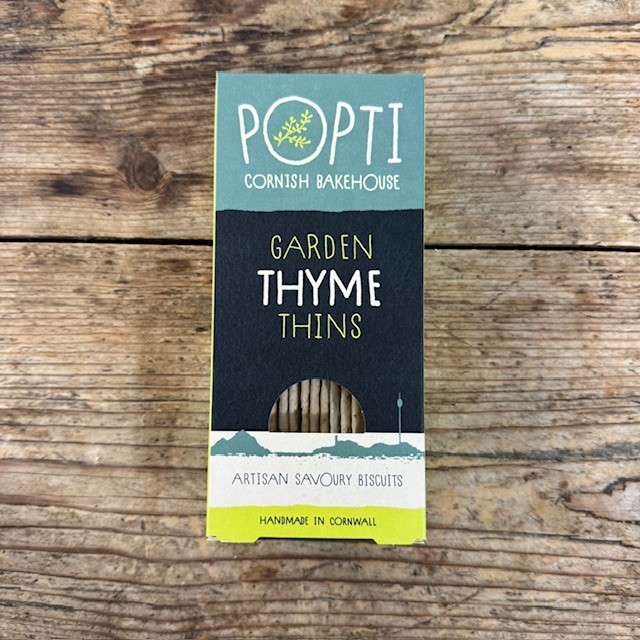 POPTI
CORNISH BAKEHOUSE
GARDEN
THYME
THINS
ARTISAN SAVOURY BISCUITS
HANDMADE IN CORNWALL